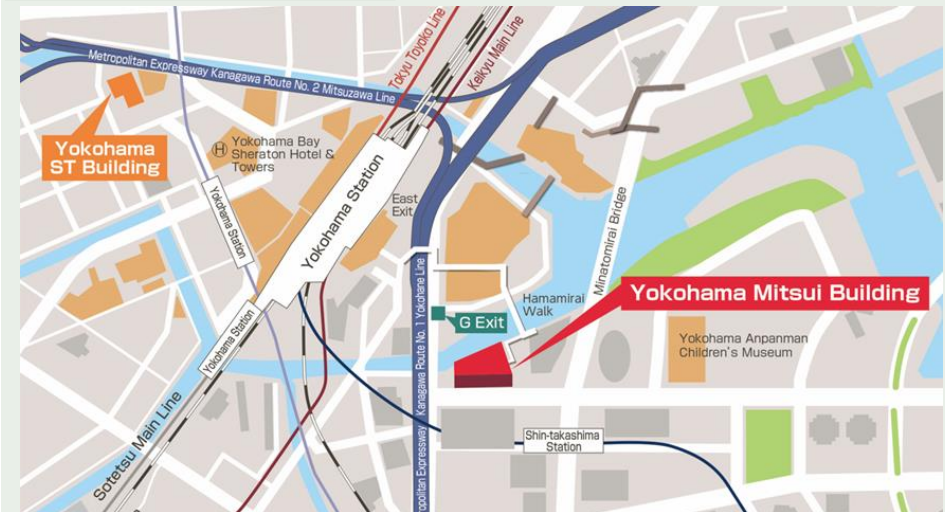 Metropolitan Expressway Kanagawa Route No. 2 Mitsuzawa Line
Tokyu Toyoko Line
Keikyu Main Line
Yokohama
ST Building
H
Yokohama Bay
Sheraton Hotel &
Towers
Yokohama Station
Yokohama Station
East
Exit
Minatomirai Bridge
Yokohama Mitsui Building
Hamamirai
Walk
G Exit
Yokohama Station
Yokohama Anpanman
Children's Museum
Sotetsu Main Line
ropolitan Expressway Kanagawa Route No. 1 Yokohane Line
Shin-takashima
Station